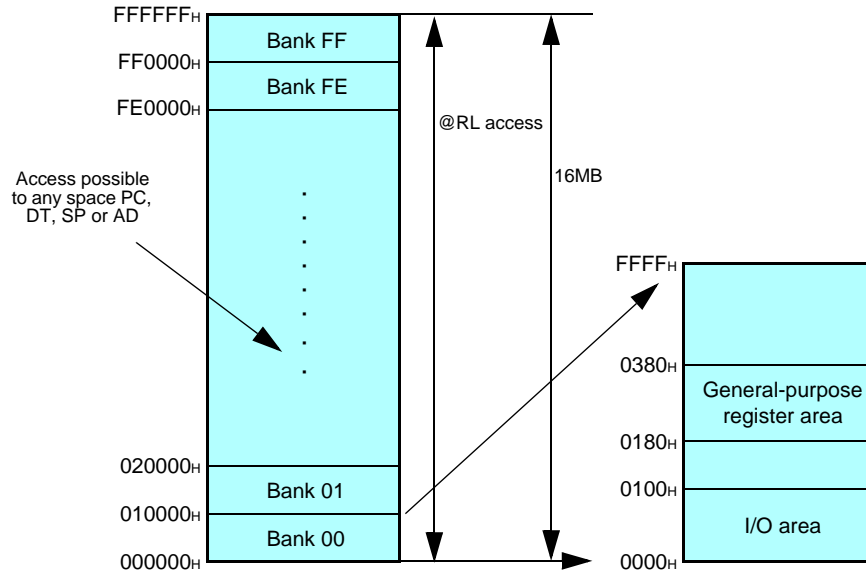 FFFFFFH
Bank FF
FF0000H
Bank FE
FE0000H
@RL access
16MB
Access possible
to any space PC,
DT, SP or AD
FFFFH
0380H
General-purpose
register area
0180H
020000H
Bank 01
0100H
010000H
I/O area
Bank 00
000000H
0000H